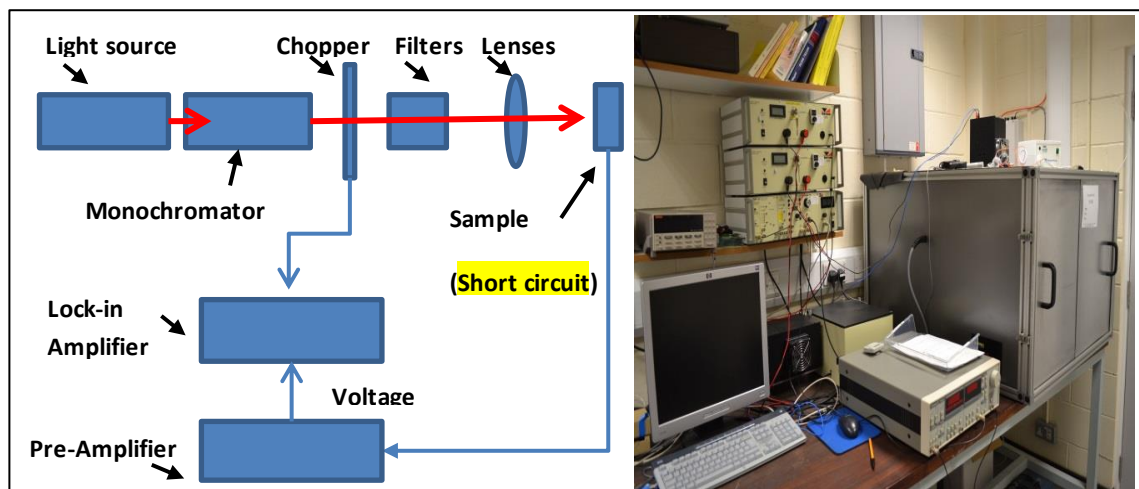 Light source
Chopper
Filters
Lenses
Monochromator
Sample
(Short circuit)
Lock-in
Amplifier
Voltage
Pre-Amplifier